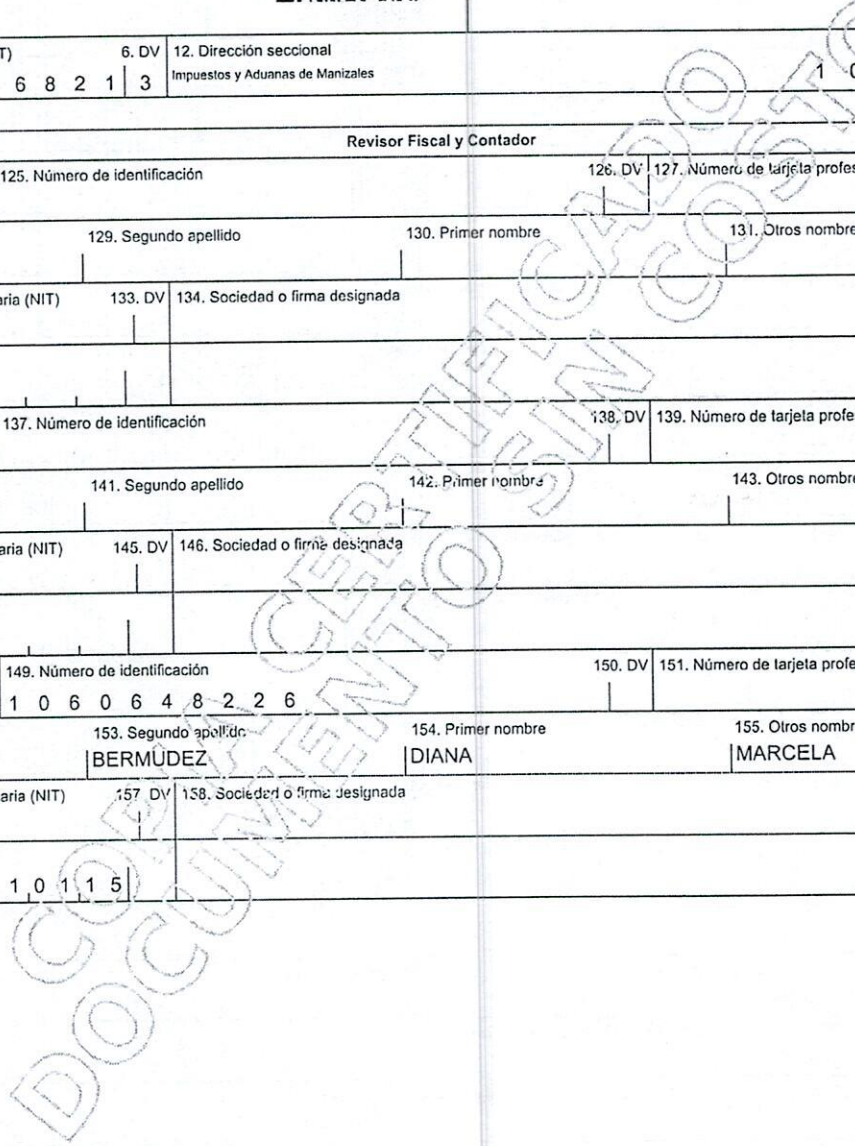 T) 6. DV 12. Dirección seccional
6 8 2 1 3 Impuestos y Aduanas de Manizales 1 0
Revisor Fiscal y Contador
125. Número de identificación 126. DV 127. Número de tarjeta profes
129. Segundo apellido 130. Primer nombre 131. Otros nombre
aria (NIT) 133. DV 134. Sociedad o firma designada
137. Número de identificación 138. DV 139. Número de tarjeta profe
141. Segundo apellido 142. Primer nombre 143. Otros nombre
aria (NIT) 145. DV 146. Sociedad o firma designada
149. Número de identificación 150. DV 151. Número de tarjeta profe
1 0 6 0 6 4 8 2 2 6
153. Segundo apellido 154. Primer nombre 155. Otros nombr
BERMÚDEZ DIANA MARCELA
aria (NIT) 157. DV 158. Sociedad o firma designada
1 0 1 1 5
COPIA CERTIFICADO
DOCUMENTO SIN COSTO